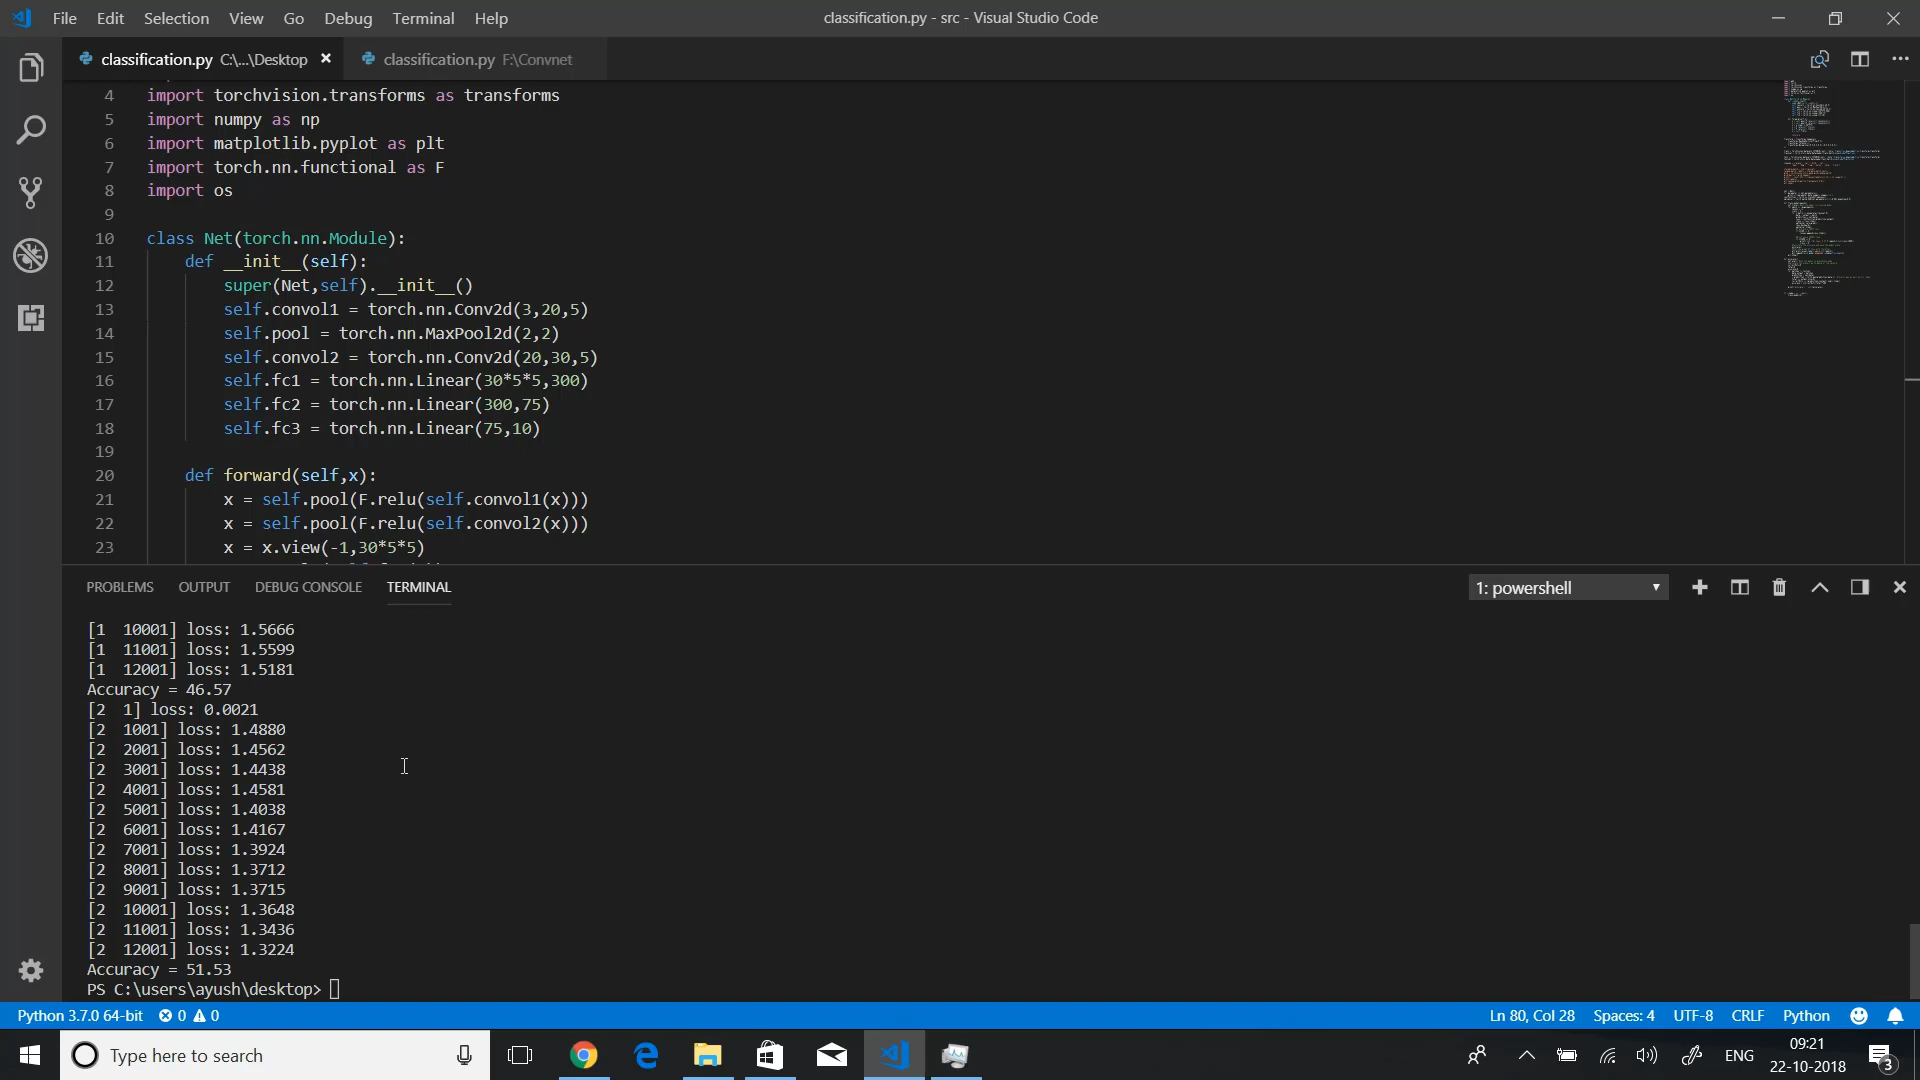 File Edit Selection View Go Debug Terminal Help
classification.py - src - Visual Studio Code
classification.py C:\...\Desktop
classification.py F:\Convnet
4 import torchvision.transforms as transforms
5 import numpy as np
6 import matplotlib.pyplot as plt
7 import torch.nn.functional as F
8 import os
9
10 class Net(torch.nn.Module):
11 def __init__(self):
12 super(Net,self).__init__()
13 self.convol1 = torch.nn.Conv2d(3,20,5)
14 self.pool = torch.nn.MaxPool2d(2,2)
15 self.convol2 = torch.nn.Conv2d(20,30,5)
16 self.fc1 = torch.nn.Linear(30*5*5,300)
17 self.fc2 = torch.nn.Linear(300,75)
18 self.fc3 = torch.nn.Linear(75,10)
19
20 def forward(self,x):
21 x = self.pool(F.relu(self.convol1(x)))
22 x = self.pool(F.relu(self.convol2(x)))
23 x = x.view(-1,30*5*5)
PROBLEMS OUTPUT DEBUG CONSOLE TERMINAL
1: powershell
[1 10001] loss: 1.5666
[1 11001] loss: 1.5599
[1 12001] loss: 1.5181
Accuracy = 46.57
[2 1] loss: 0.0021
[2 1001] loss: 1.4880
[2 2001] loss: 1.4562
[2 3001] loss: 1.4438
[2 4001] loss: 1.4581
[2 5001] loss: 1.4038
[2 6001] loss: 1.4167
[2 7001] loss: 1.3924
[2 8001] loss: 1.3712
[2 9001] loss: 1.3715
[2 10001] loss: 1.3648
[2 11001] loss: 1.3436
[2 12001] loss: 1.3224
Accuracy = 51.53
PS C:\users\ayush\desktop>
Python 3.7.0 64-bit 0 0
Ln 80, Col 28 Spaces: 4 UTF-8 CRLF Python
Type here to search
ENG
09:21
22-10-2018
3